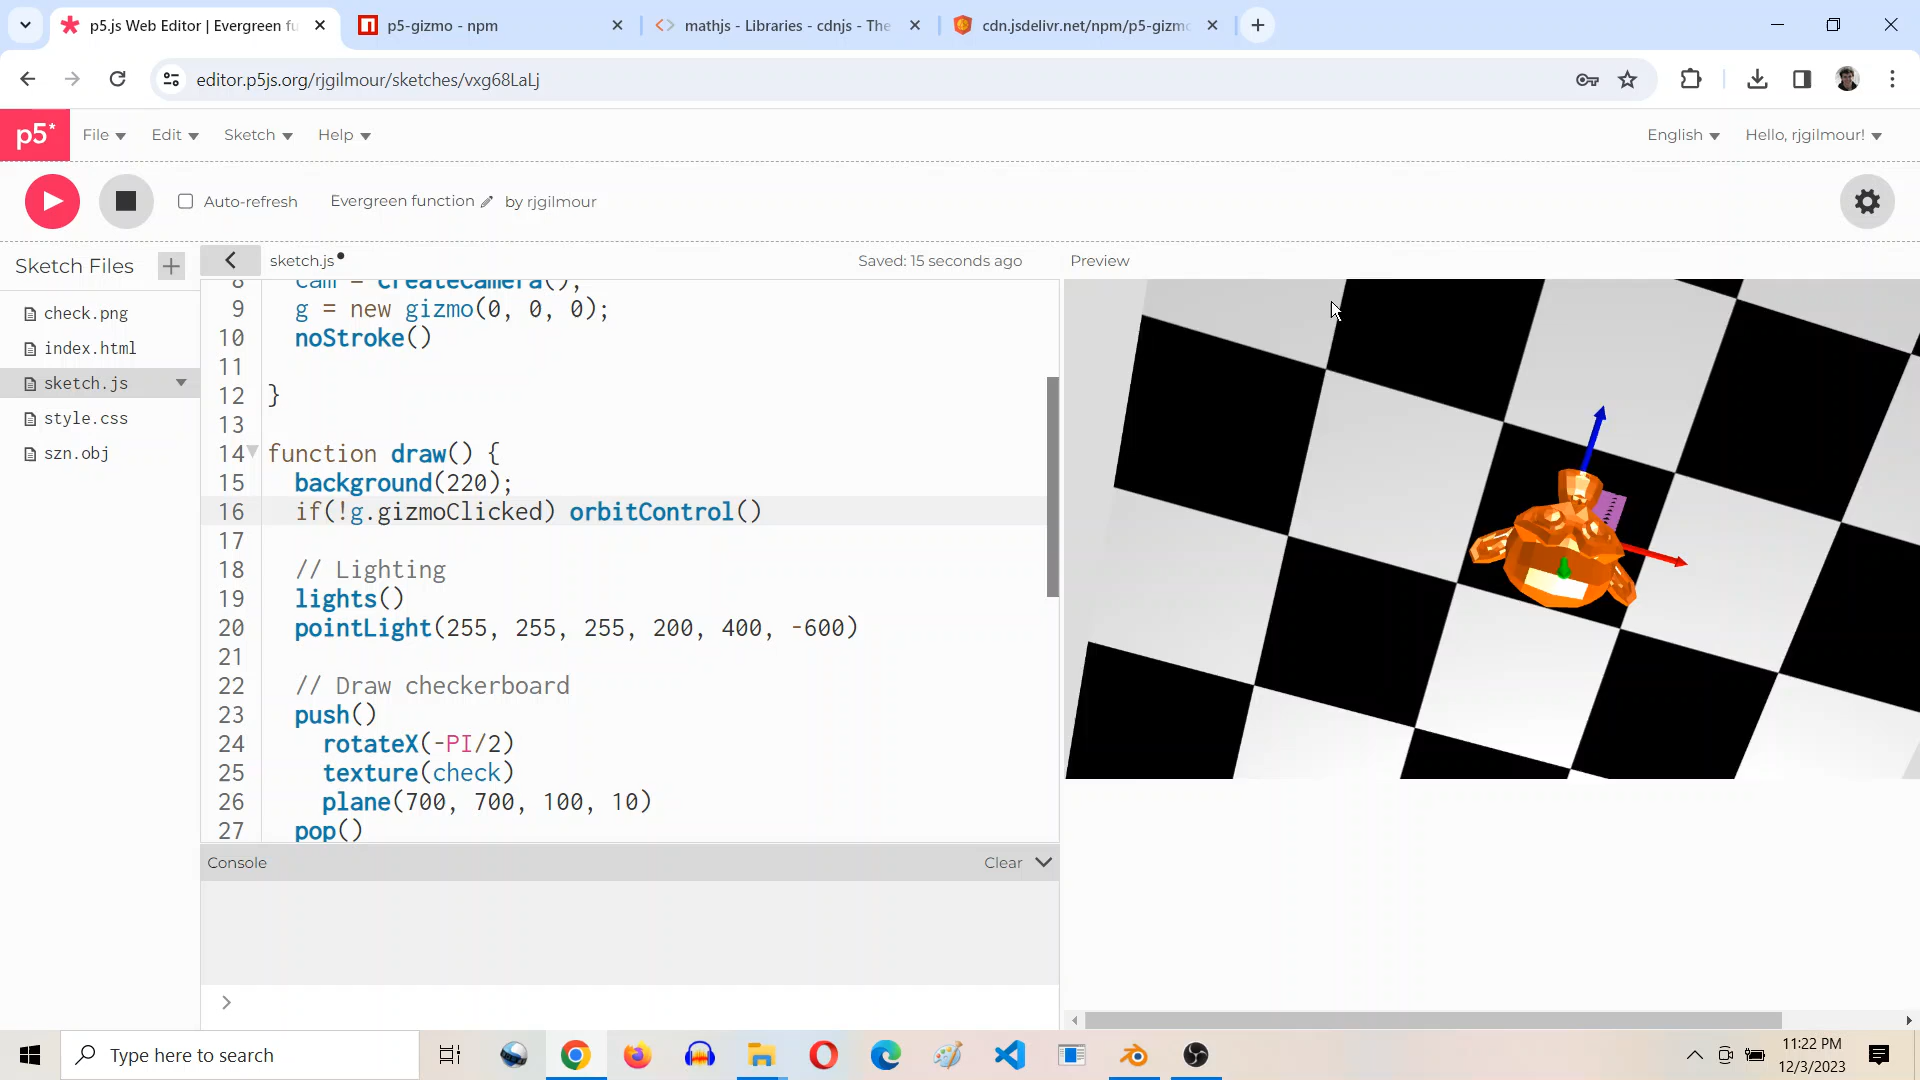 p5.js Web Editor | Evergreen fu
p5-gizmo - npm
mathjs - Libraries - cdnjs - The
cdn.jsdelivr.net/npm/p5-gizmo
editor.p5js.org/rjgilmour/sketches/vxg68LaLj
p5* File Edit Sketch Help English Hello, rjgilmour!
Auto-refresh Evergreen function by rjgilmour
Sketch Files + sketch.js Saved: 15 seconds ago Preview
check.png
index.html
sketch.js
style.css
szn.obj
8 cam = createCamera();
9 g = new gizmo(0, 0, 0);
10 noStroke()
11
12 }
13
14 function draw() {
15 background(220);
16 if(!g.gizmoClicked) orbitControl()
17
18 // Lighting
19 lights()
20 pointLight(255, 255, 255, 200, 400, -600)
21
22 // Draw checkerboard
23 push()
24 rotateX(-PI/2)
25 texture(check)
26 plane(700, 700, 100, 10)
27 pop()
Console Clear
>
Type here to search
11:22 PM
12/3/2023